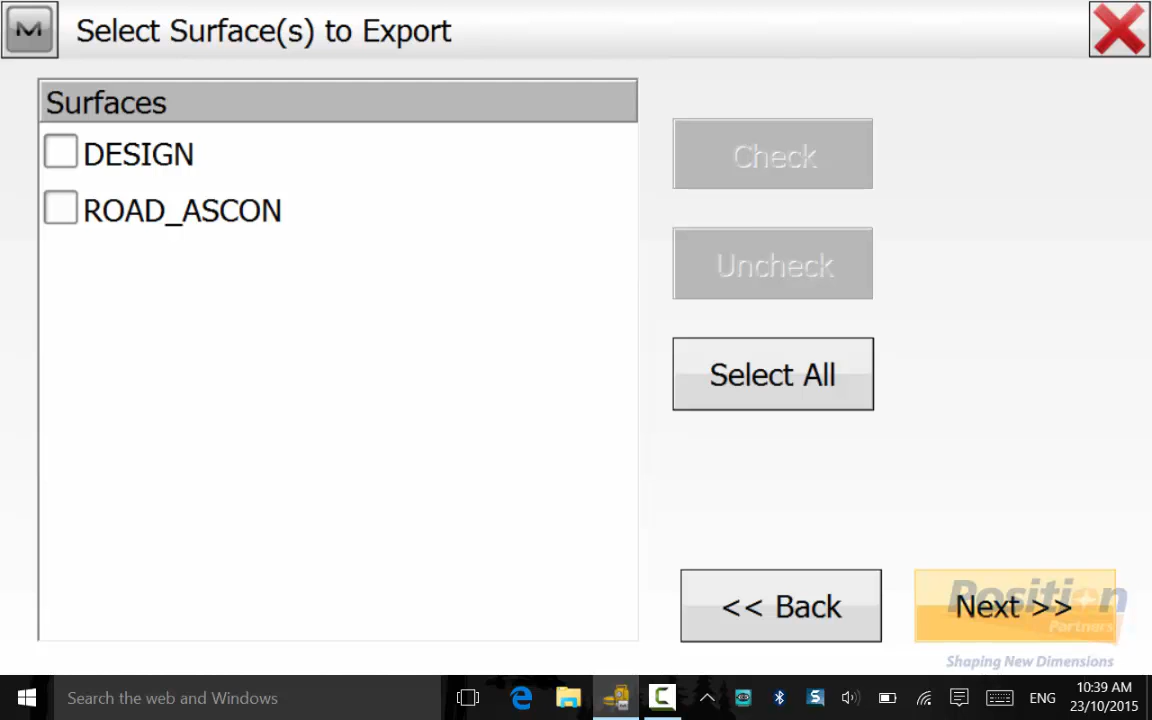 M
Select Surface(s) to Export
Surfaces
DESIGN
ROAD_ASCON
Check
Uncheck
Select All
<< Back
Next >>
Position
Partners
Shaping New Dimensions
Search the web and Windows
ENG
10:39 AM
23/10/2015